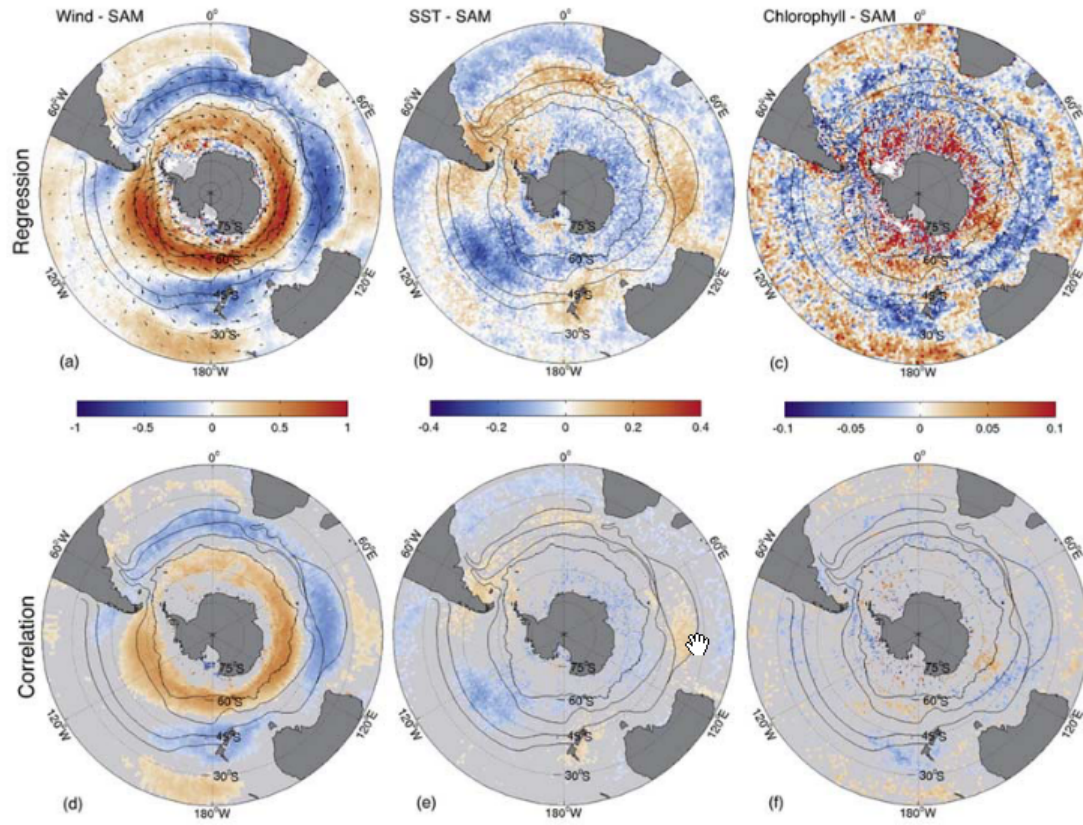 Wind - SAM
SST - SAM
Chlorophyll - SAM
Regression
0°
60°W
60°E
120°W
120°E
180°W
75°S
60°S
45°S
30°S
(a)
0°
60°W
60°E
120°W
120°E
180°W
75°S
60°S
45°S
30°S
(b)
0°
60°W
60°E
120°W
120°E
180°W
75°S
60°S
45°S
30°S
(c)
-1 -0.5 0 0.5 1
-0.4 -0.2 0 0.2 0.4
-0.1 -0.05 0 0.05 0.1
Correlation
0°
60°W
60°E
120°W
120°E
180°W
75°S
60°S
45°S
30°S
(d)
0°
60°W
60°E
120°W
120°E
180°W
75°S
60°S
45°S
30°S
(e)
0°
60°W
60°E
120°W
120°E
180°W
75°S
60°S
45°S
30°S
(f)